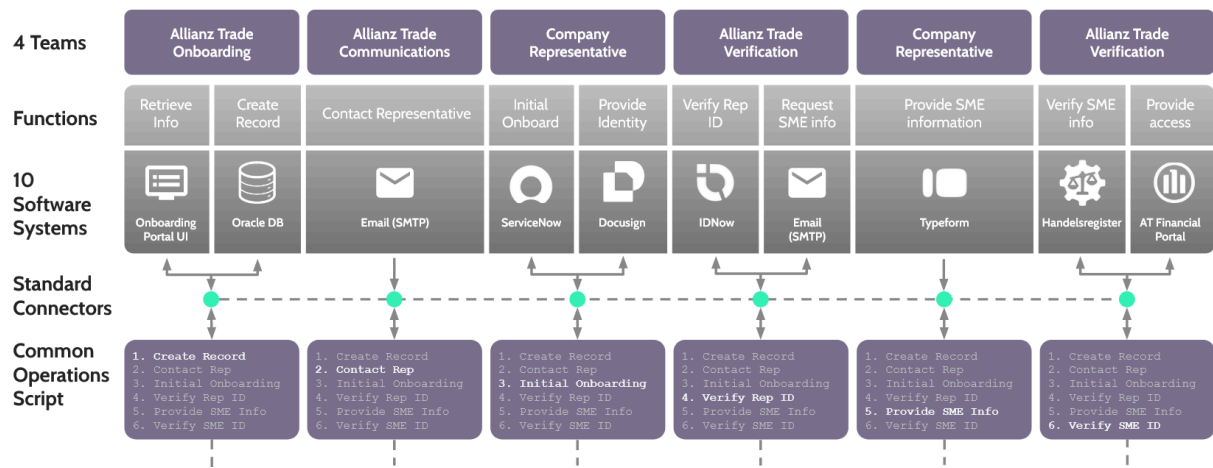 4 Teams
Allianz Trade
Onboarding
Allianz Trade
Communications
Company
Representative
Allianz Trade
Verification
Company
Representative
Allianz Trade
Verification
Functions
Retrieve
Info
Create
Record
Contact Representative
Initial
Onboard
Provide
Identity
Verify Rep
ID
Request
SME info
Provide SME
information
Verify SME
info
Provide
access
10
Software
Systems
Onboarding
Portal UI
Oracle DB
Email (SMTP)
ServiceNow
Docusign
IDNow
Email
(SMTP)
Typeform
Handelsregister
AT Financial
Portal
Standard
Connectors
Common
Operations
Script
1. Create Record
2. Contact Rep
3. Initial Onboarding
4. Verify Rep ID
5. Provide SME Info
6. Verify SME ID
1. Create Record
2. Contact Rep
3. Initial Onboarding
4. Verify Rep ID
5. Provide SME Info
6. Verify SME ID
1. Create Record
2. Contact Rep
3. Initial Onboarding
4. Verify Rep ID
5. Provide SME Info
6. Verify SME ID
1. Create Record
2. Contact Rep
3. Initial Onboarding
4. Verify Rep ID
5. Provide SME Info
6. Verify SME ID
1. Create Record
2. Contact Rep
3. Initial Onboarding
4. Verify Rep ID
5. Provide SME Info
6. Verify SME ID
1. Create Record
2. Contact Rep
3. Initial Onboarding
4. Verify Rep ID
5. Provide SME Info
6. Verify SME ID